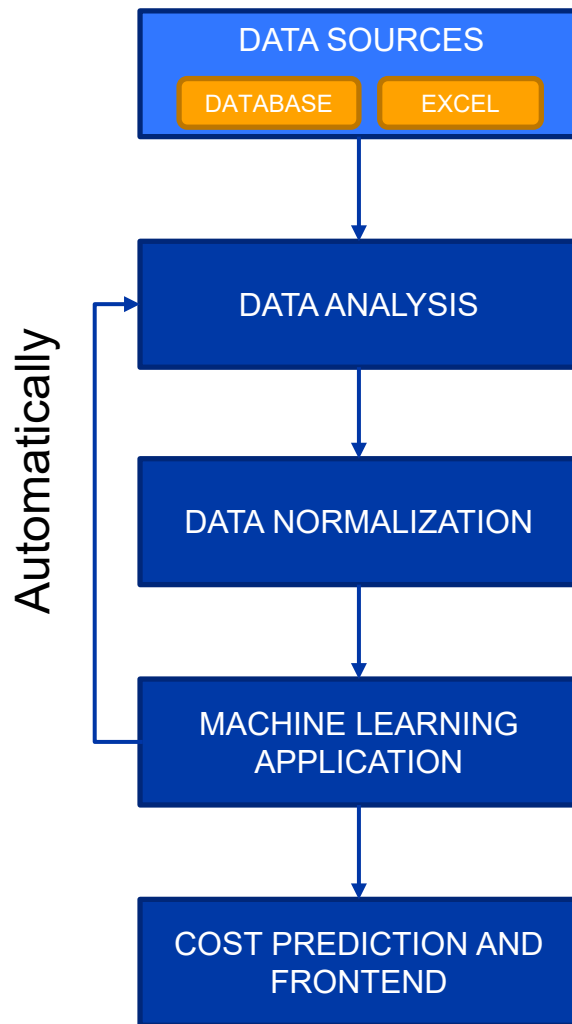 DATA SOURCES
DATABASE
EXCEL
DATA ANALYSIS
Automatically
DATA NORMALIZATION
MACHINE LEARNING
APPLICATION
COST PREDICTION AND
FRONTEND